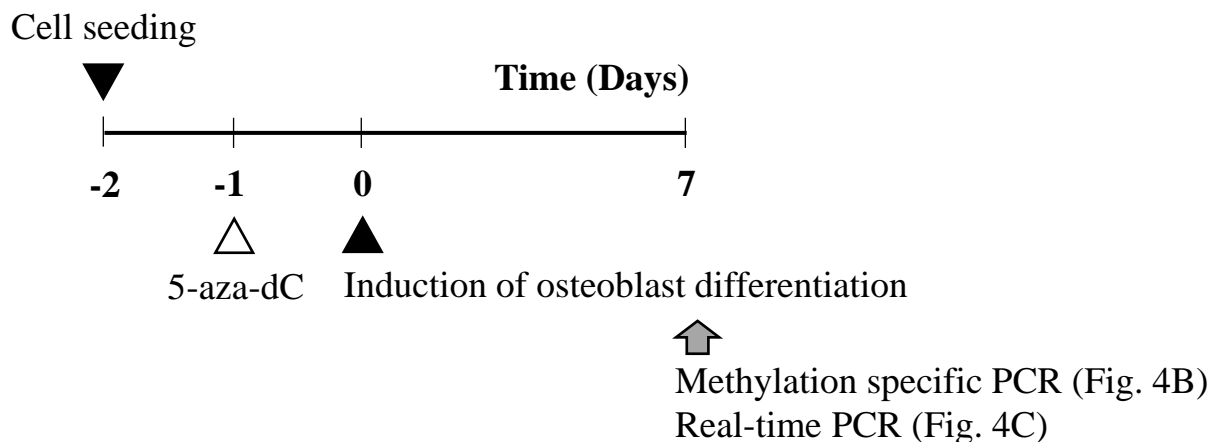 Cell seeding
Time (Days)
-2 -1 0 7
5-aza-dC Induction of osteoblast differentiation
Methylation specific PCR (Fig. 4B)
Real-time PCR (Fig. 4C)